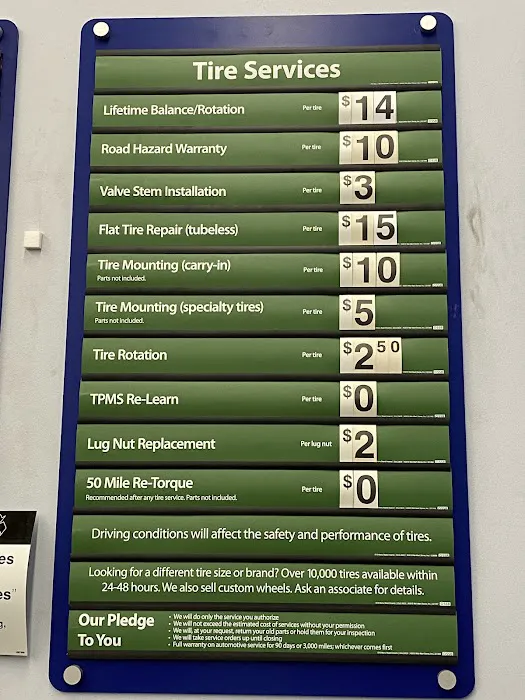 Tire Services
Lifetime Balance/Rotation Per tire $14
Road Hazard Warranty Per tire $10
Valve Stem Installation Per tire $3
Flat Tire Repair (tubeless) Per tire $15
Tire Mounting (carry-in) Per tire $10
Parts not included.
Tire Mounting (specialty tires) Per tire $5
Parts not included.
Tire Rotation Per tire $2 50
TPMS Re-Learn Per tire $0
Lug Nut Replacement Per lug nut $2
50 Mile Re-Torque Per tire $0
Recommended after any tire service. Parts not included.
Driving conditions will affect the safety and performance of tires.
Looking for a different tire size or brand? Over 10,000 tires available within
24-48 hours. We also sell custom wheels. Ask an associate for details.
Our Pledge
To You
• We will do only the service you authorize
• We will not exceed the estimated cost of services without your permission
• We will, at your request, return your old parts or hold them for your inspection
• We will take service orders up until closing
• Full warranty on automotive service for 90 days or 3,000 miles; whichever comes first
es
es"